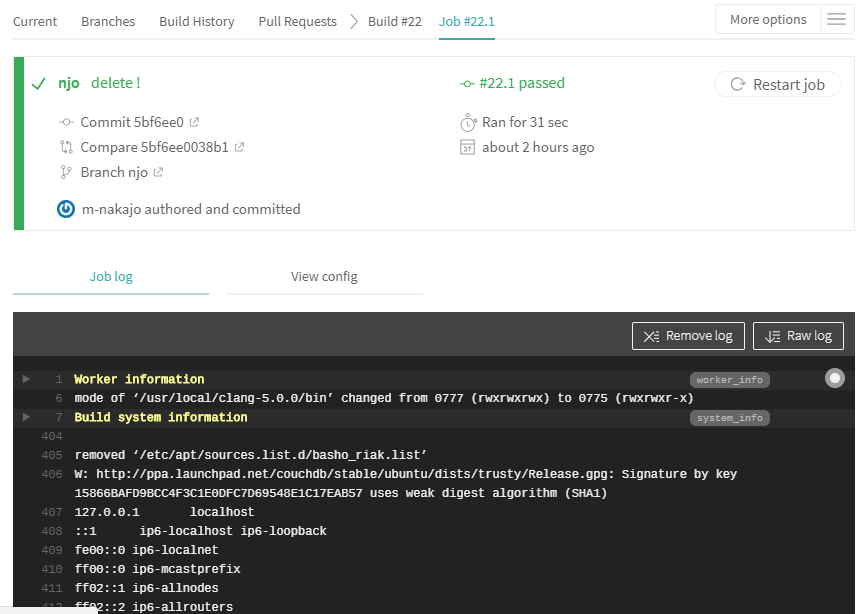 Current Branches Build History Pull Requests Build #22 Job #22.1 More options
njo delete ! #22.1 passed Restart job
Commit 5bf6ee0 Ran for 31 sec
Compare 5bf6ee0038b1 27 about 2 hours ago
Branch njo
m-nakajo authored and committed
Job log View config
Remove log Raw log
1 Worker information worker_info
6 mode of ‘/usr/local/clang-5.0.0/bin’ changed from 0777 (rwxrwxrwx) to 0775 (rwxrwxr-x)
7 Build system information system_info
404
405 removed ‘/etc/apt/sources.list.d/basho_riak.list’
406 W: http://ppa.launchpad.net/couchdb/stable/ubuntu/dists/trusty/Release.gpg: Signature by key
15866BAFD9BCC4F3C1E0DFC7D69548E1C17EAB57 uses weak digest algorithm (SHA1)
407 127.0.0.1 localhost
408 ::1 ip6-localhost ip6-loopback
409 fe00::0 ip6-localnet
410 ff00::0 ip6-mcastprefix
411 ff02::1 ip6-allnodes
412 ff02::2 ip6-allrouters